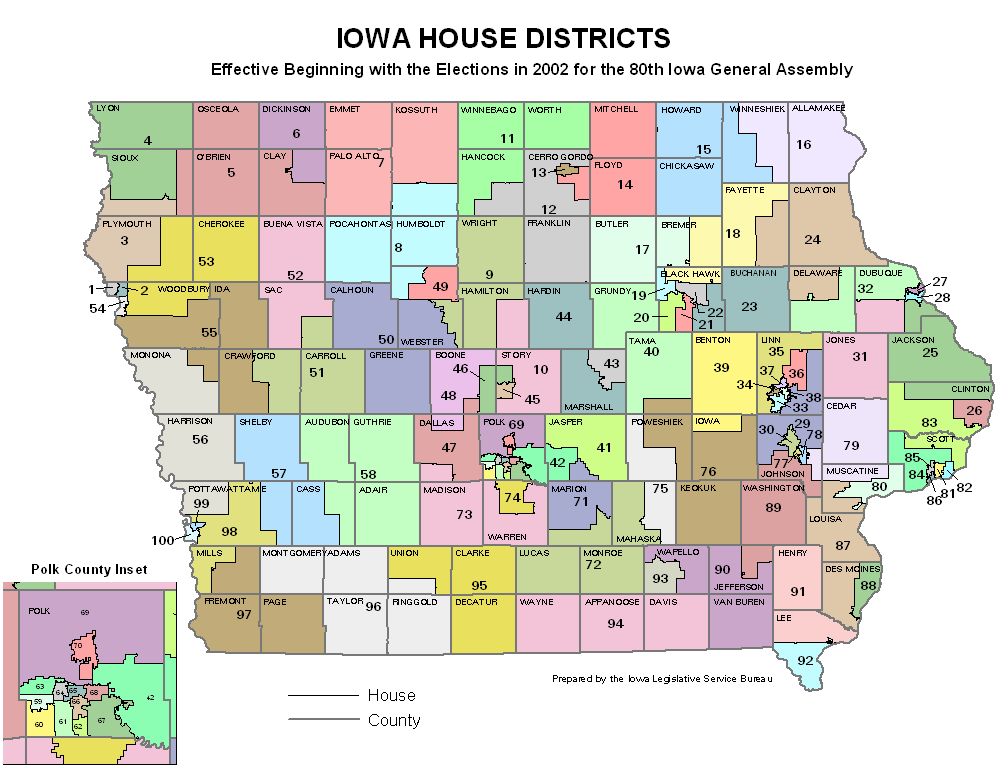 IOWA HOUSE DISTRICTS
Effective Beginning with the Elections in 2002 for the 80th Iowa General Assembly
LYON OSCEOLA DICKINSON EMMET KOSSUTH WINNEBAGO WORTH MITCHELL HOWARD WINNESHIEK ALLAMAKEE
4 6 11 15 16
SIOUX O'BRIEN CLAY PALO ALTO 7 HANCOCK CERRO GORDO FLOYD CHICKASAW
5 13 14
12
FAYETTE CLAYTON
PLYMOUTH CHEROKEE BUENA VISTA POCAHONTAS HUMBOLDT WRIGHT FRANKLIN BUTLER BREMER
3 53 52 8 9 17 18 24
BLACK HAWK BUCHANAN DELAWARE DUBUQUE
1 2 WOODBURY IDA SAC CALHOUN 49 HAMILTON HARDIN GRUNDY 19 32 27
28
54 55 50 WEBSTER 44 20 21 22 23
MONONA CRAWFORD CARROLL GREENE BOONE STORY TAMA BENTON LINN JONES JACKSON
51 46 10 43 40 39 35 31 25
37 36
48 45 MARSHALL 34 38 33 CEDAR CLINTON
26
HARRISON SHELBY AUDUBON GUTHRIE DALLAS POLK 69 JASPER POWESHIEK IOWA 30 29 78 83
56 57 58 47 42 41 76 77 JOHNSON 79 SCOTT
85
84
MUSCATINE 80 86 81 82
POTTAWATTAMIE CASS ADAIR MADISON 74 MARION 75 KEOKUK WASHINGTON
99
98 73 71 89 LOUISA
100 WARREN MAHASKA 87
MILLS MONTGOMERY ADAMS UNION CLARKE LUCAS MONROE WAPELLO 90 HENRY DES MOINES
95 72 93 JEFFERSON 91 88
FREMONT PAGE TAYLOR 96 RINGGOLD DECATUR WAYNE APPANOOSE DAVIS VAN BUREN
97 94 LEE
92
Polk County Inset
POLK 69
70
63 64 65 68 42
59 66
60 61 62 67
Prepared by the Iowa Legislative Service Bureau
House
County